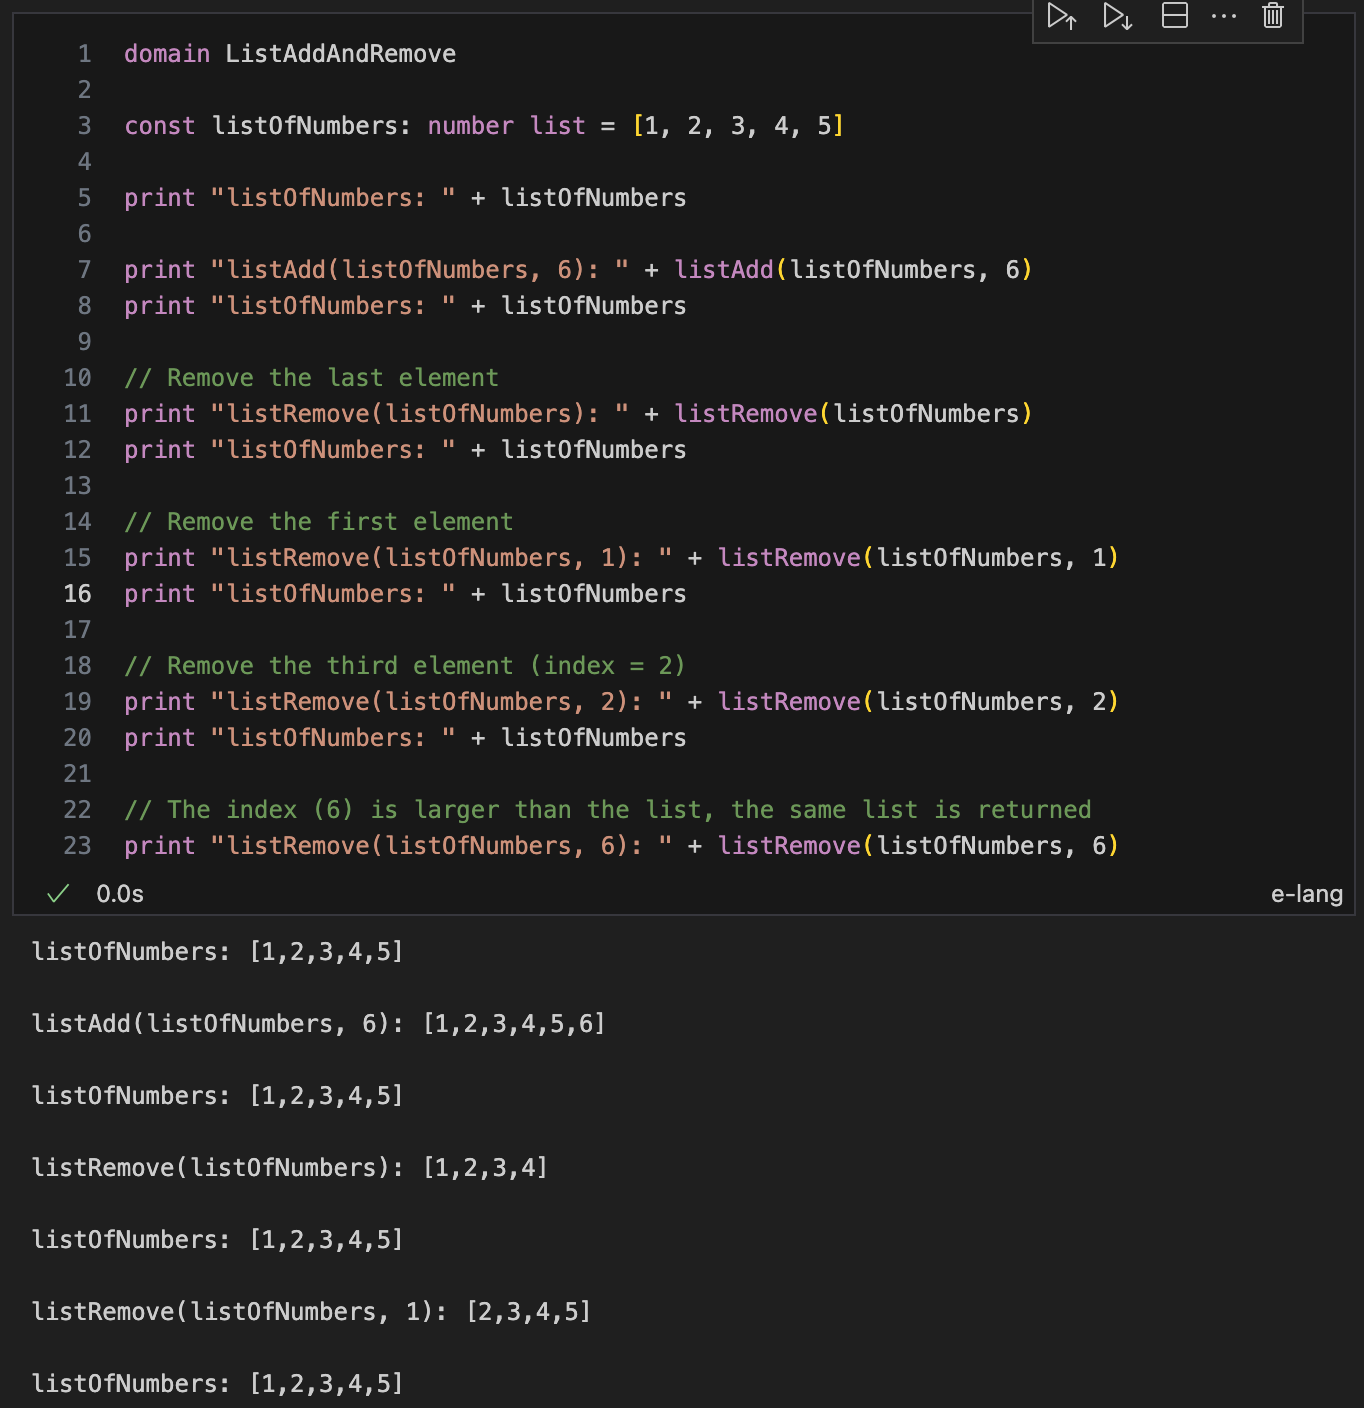 1 domain ListAddAndRemove
2
3 const listOfNumbers: number list = [1, 2, 3, 4, 5]
4
5 print "listOfNumbers: " + listOfNumbers
6
7 print "listAdd(listOfNumbers, 6): " + listAdd(listOfNumbers, 6)
8 print "listOfNumbers: " + listOfNumbers
9
10 // Remove the last element
11 print "listRemove(listOfNumbers): " + listRemove(listOfNumbers)
12 print "listOfNumbers: " + listOfNumbers
13
14 // Remove the first element
15 print "listRemove(listOfNumbers, 1): " + listRemove(listOfNumbers, 1)
16 print "listOfNumbers: " + listOfNumbers
17
18 // Remove the third element (index = 2)
19 print "listRemove(listOfNumbers, 2): " + listRemove(listOfNumbers, 2)
20 print "listOfNumbers: " + listOfNumbers
21
22 // The index (6) is larger than the list, the same list is returned
23 print "listRemove(listOfNumbers, 6): " + listRemove(listOfNumbers, 6)
0.0s e-lang
listOfNumbers: [1,2,3,4,5]
listAdd(listOfNumbers, 6): [1,2,3,4,5,6]
listOfNumbers: [1,2,3,4,5]
listRemove(listOfNumbers): [1,2,3,4]
listOfNumbers: [1,2,3,4,5]
listRemove(listOfNumbers, 1): [2,3,4,5]
listOfNumbers: [1,2,3,4,5]